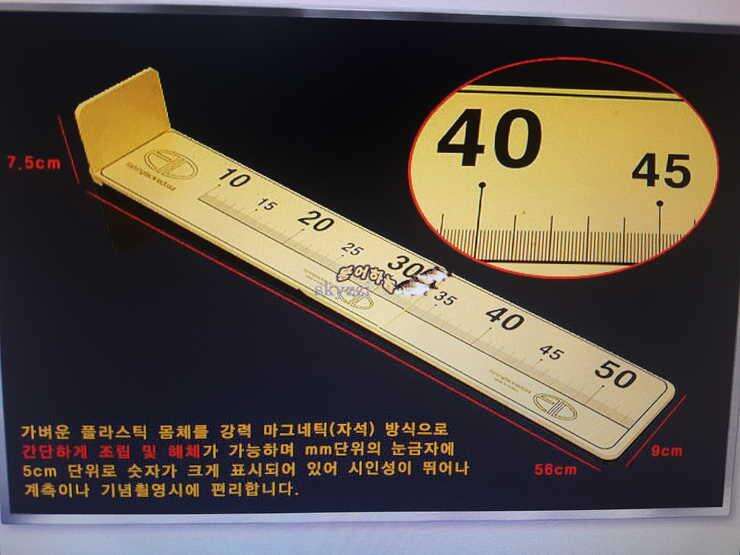 40
45
7.5cm
10
15
20
25
30
35
40
45
50
붕어하늘
skyzzi
56cm
9cm
가벼운 플라스틱 몸체를 강력 마그네틱(자석) 방식으로
간단하게 조립 및 해체가 가능하며 mm단위의 눈금자에
5cm 단위로 숫자가 크게 표시되어 있어 시인성이 뛰어나
계측이나 기념촬영시에 편리합니다.